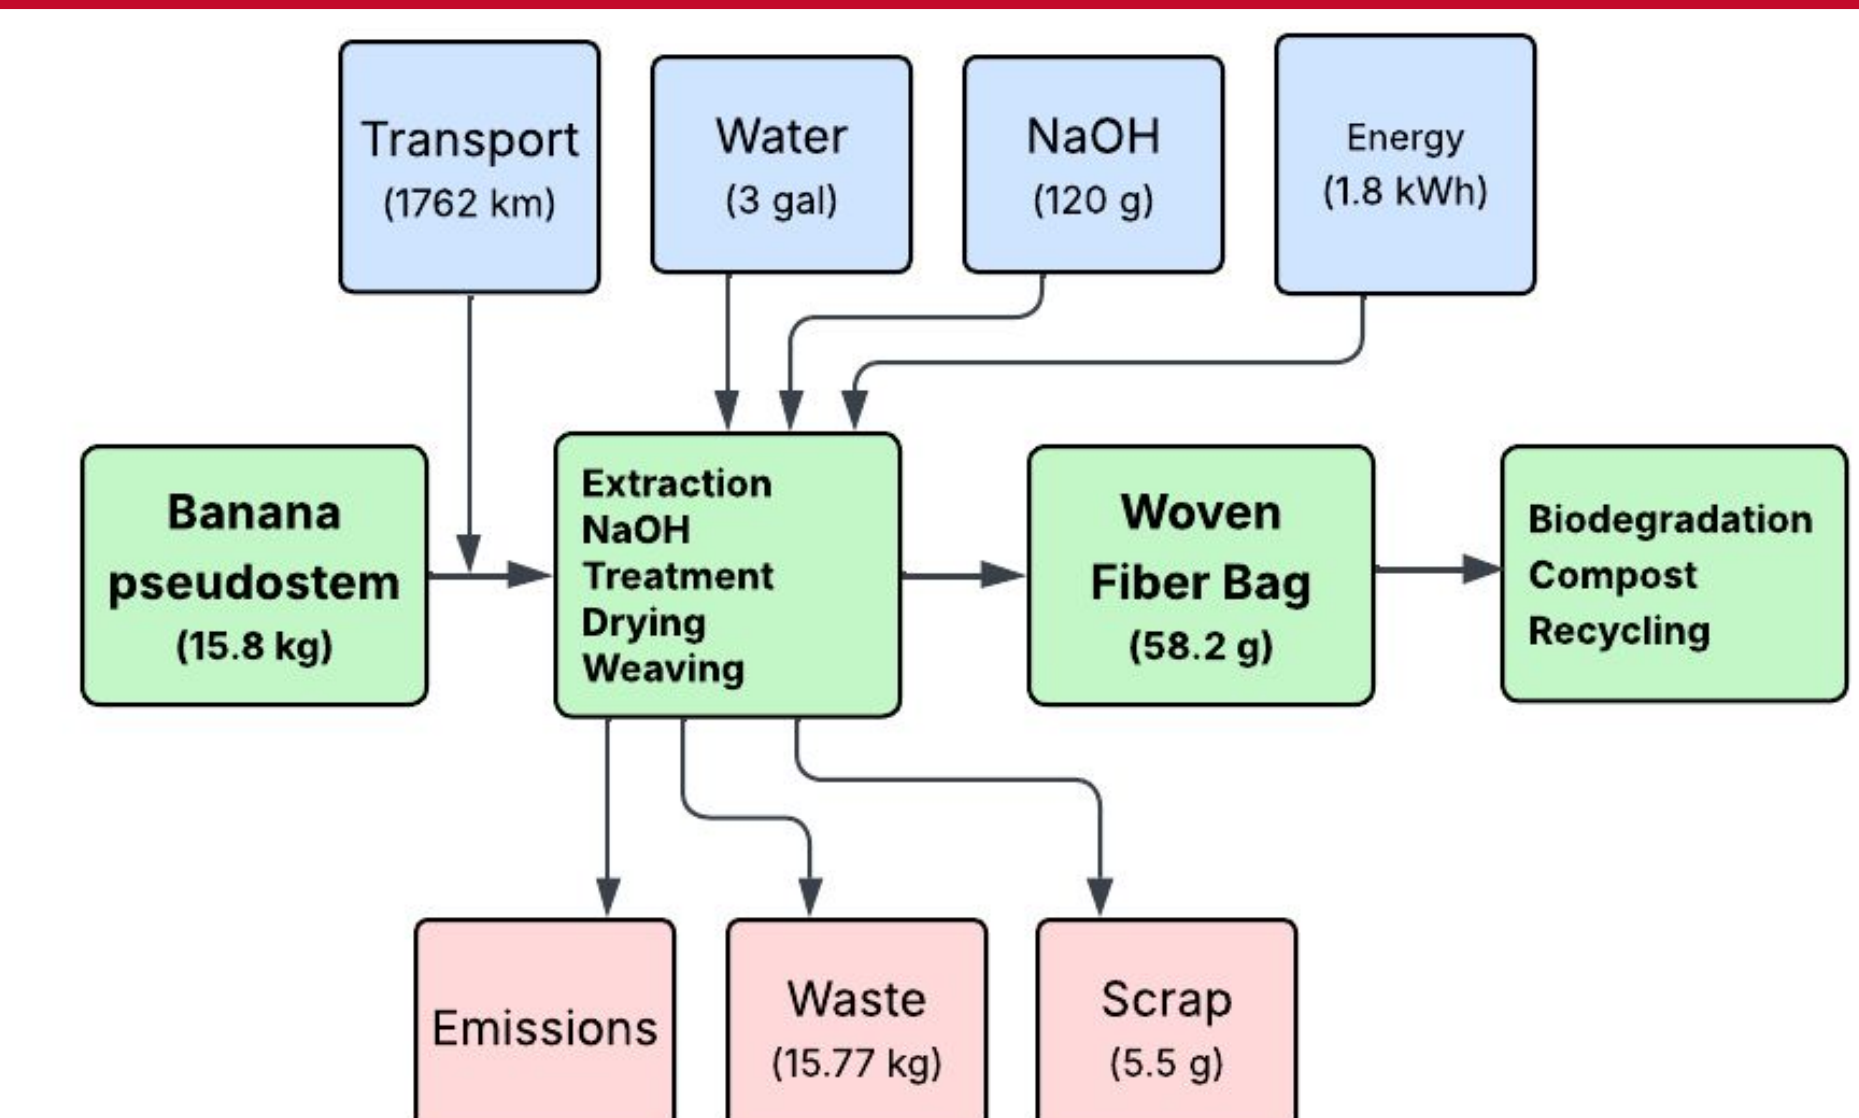 Transport
(1762 km)
Water
(3 gal)
NaOH
(120 g)
Energy
(1.8 kWh)
Banana
pseudostem
(15.8 kg)
Extraction
NaOH
Treatment
Drying
Weaving
Woven
Fiber Bag
(58.2 g)
Biodegradation
Compost
Recycling
Emissions
Waste
(15.77 kg)
Scrap
(5.5 g)